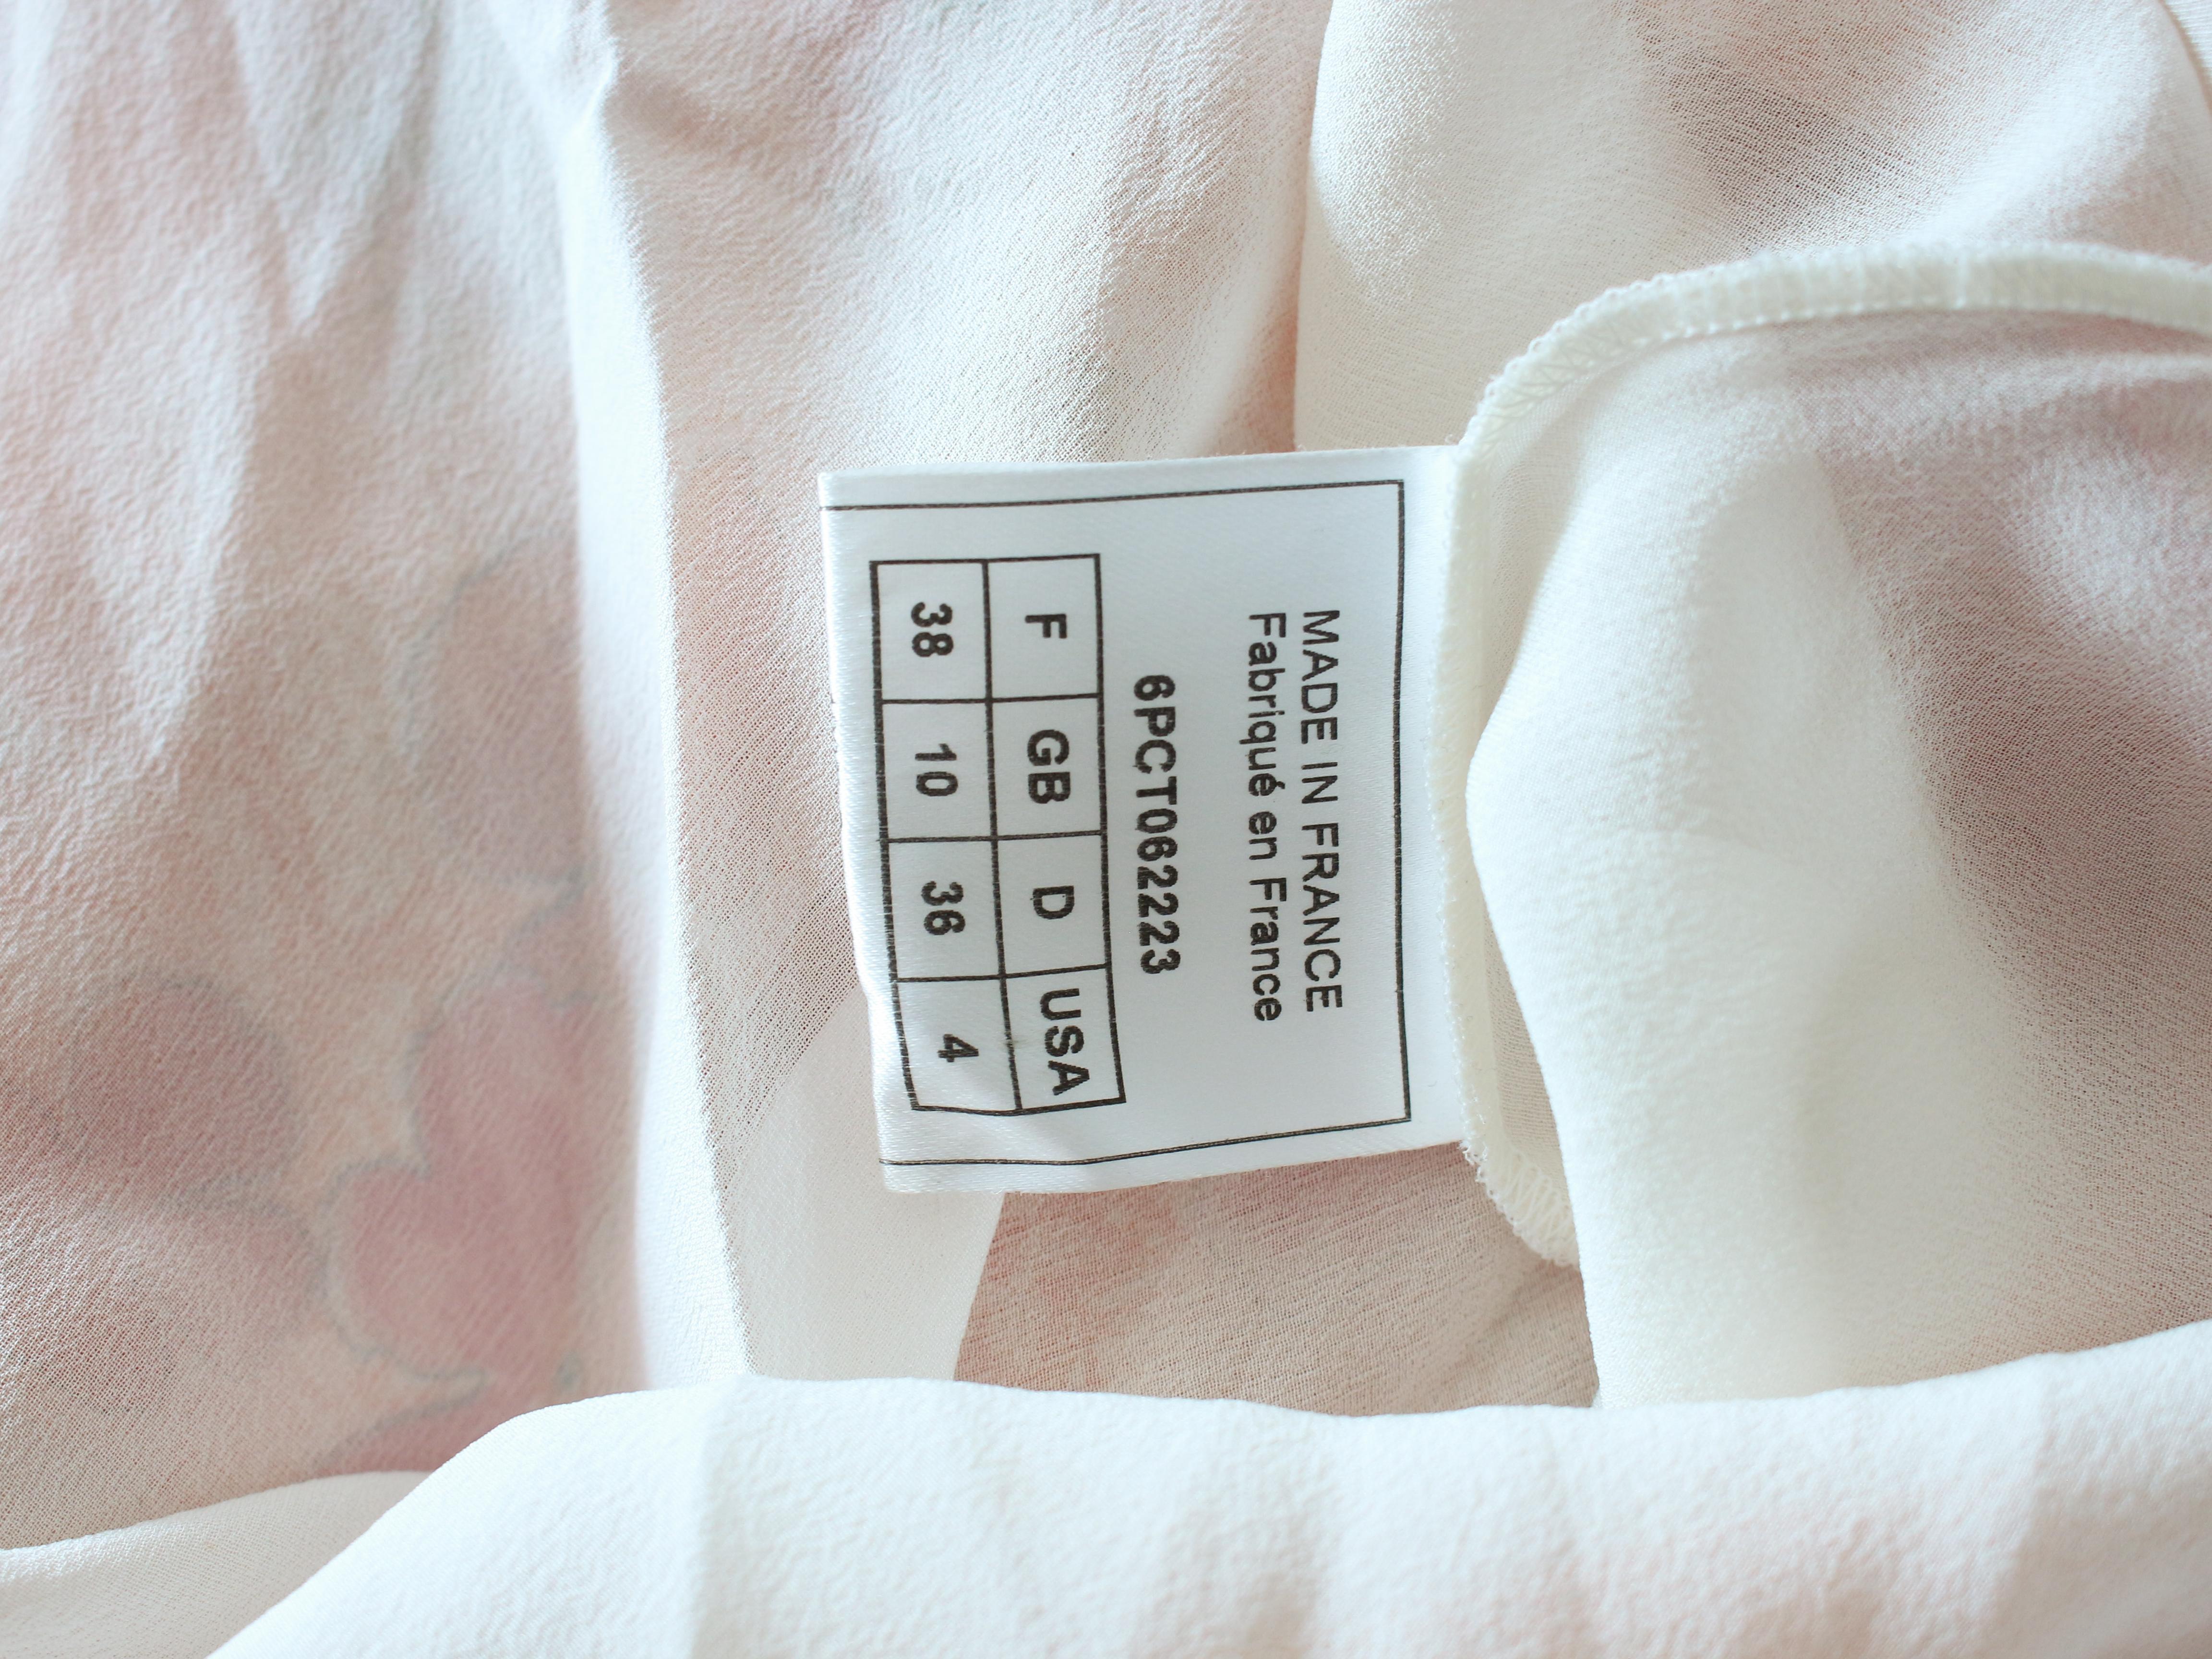 MADE IN FRANCE
Fabriqué en France
6PCT062223
F GB D USA
38 10 36 4